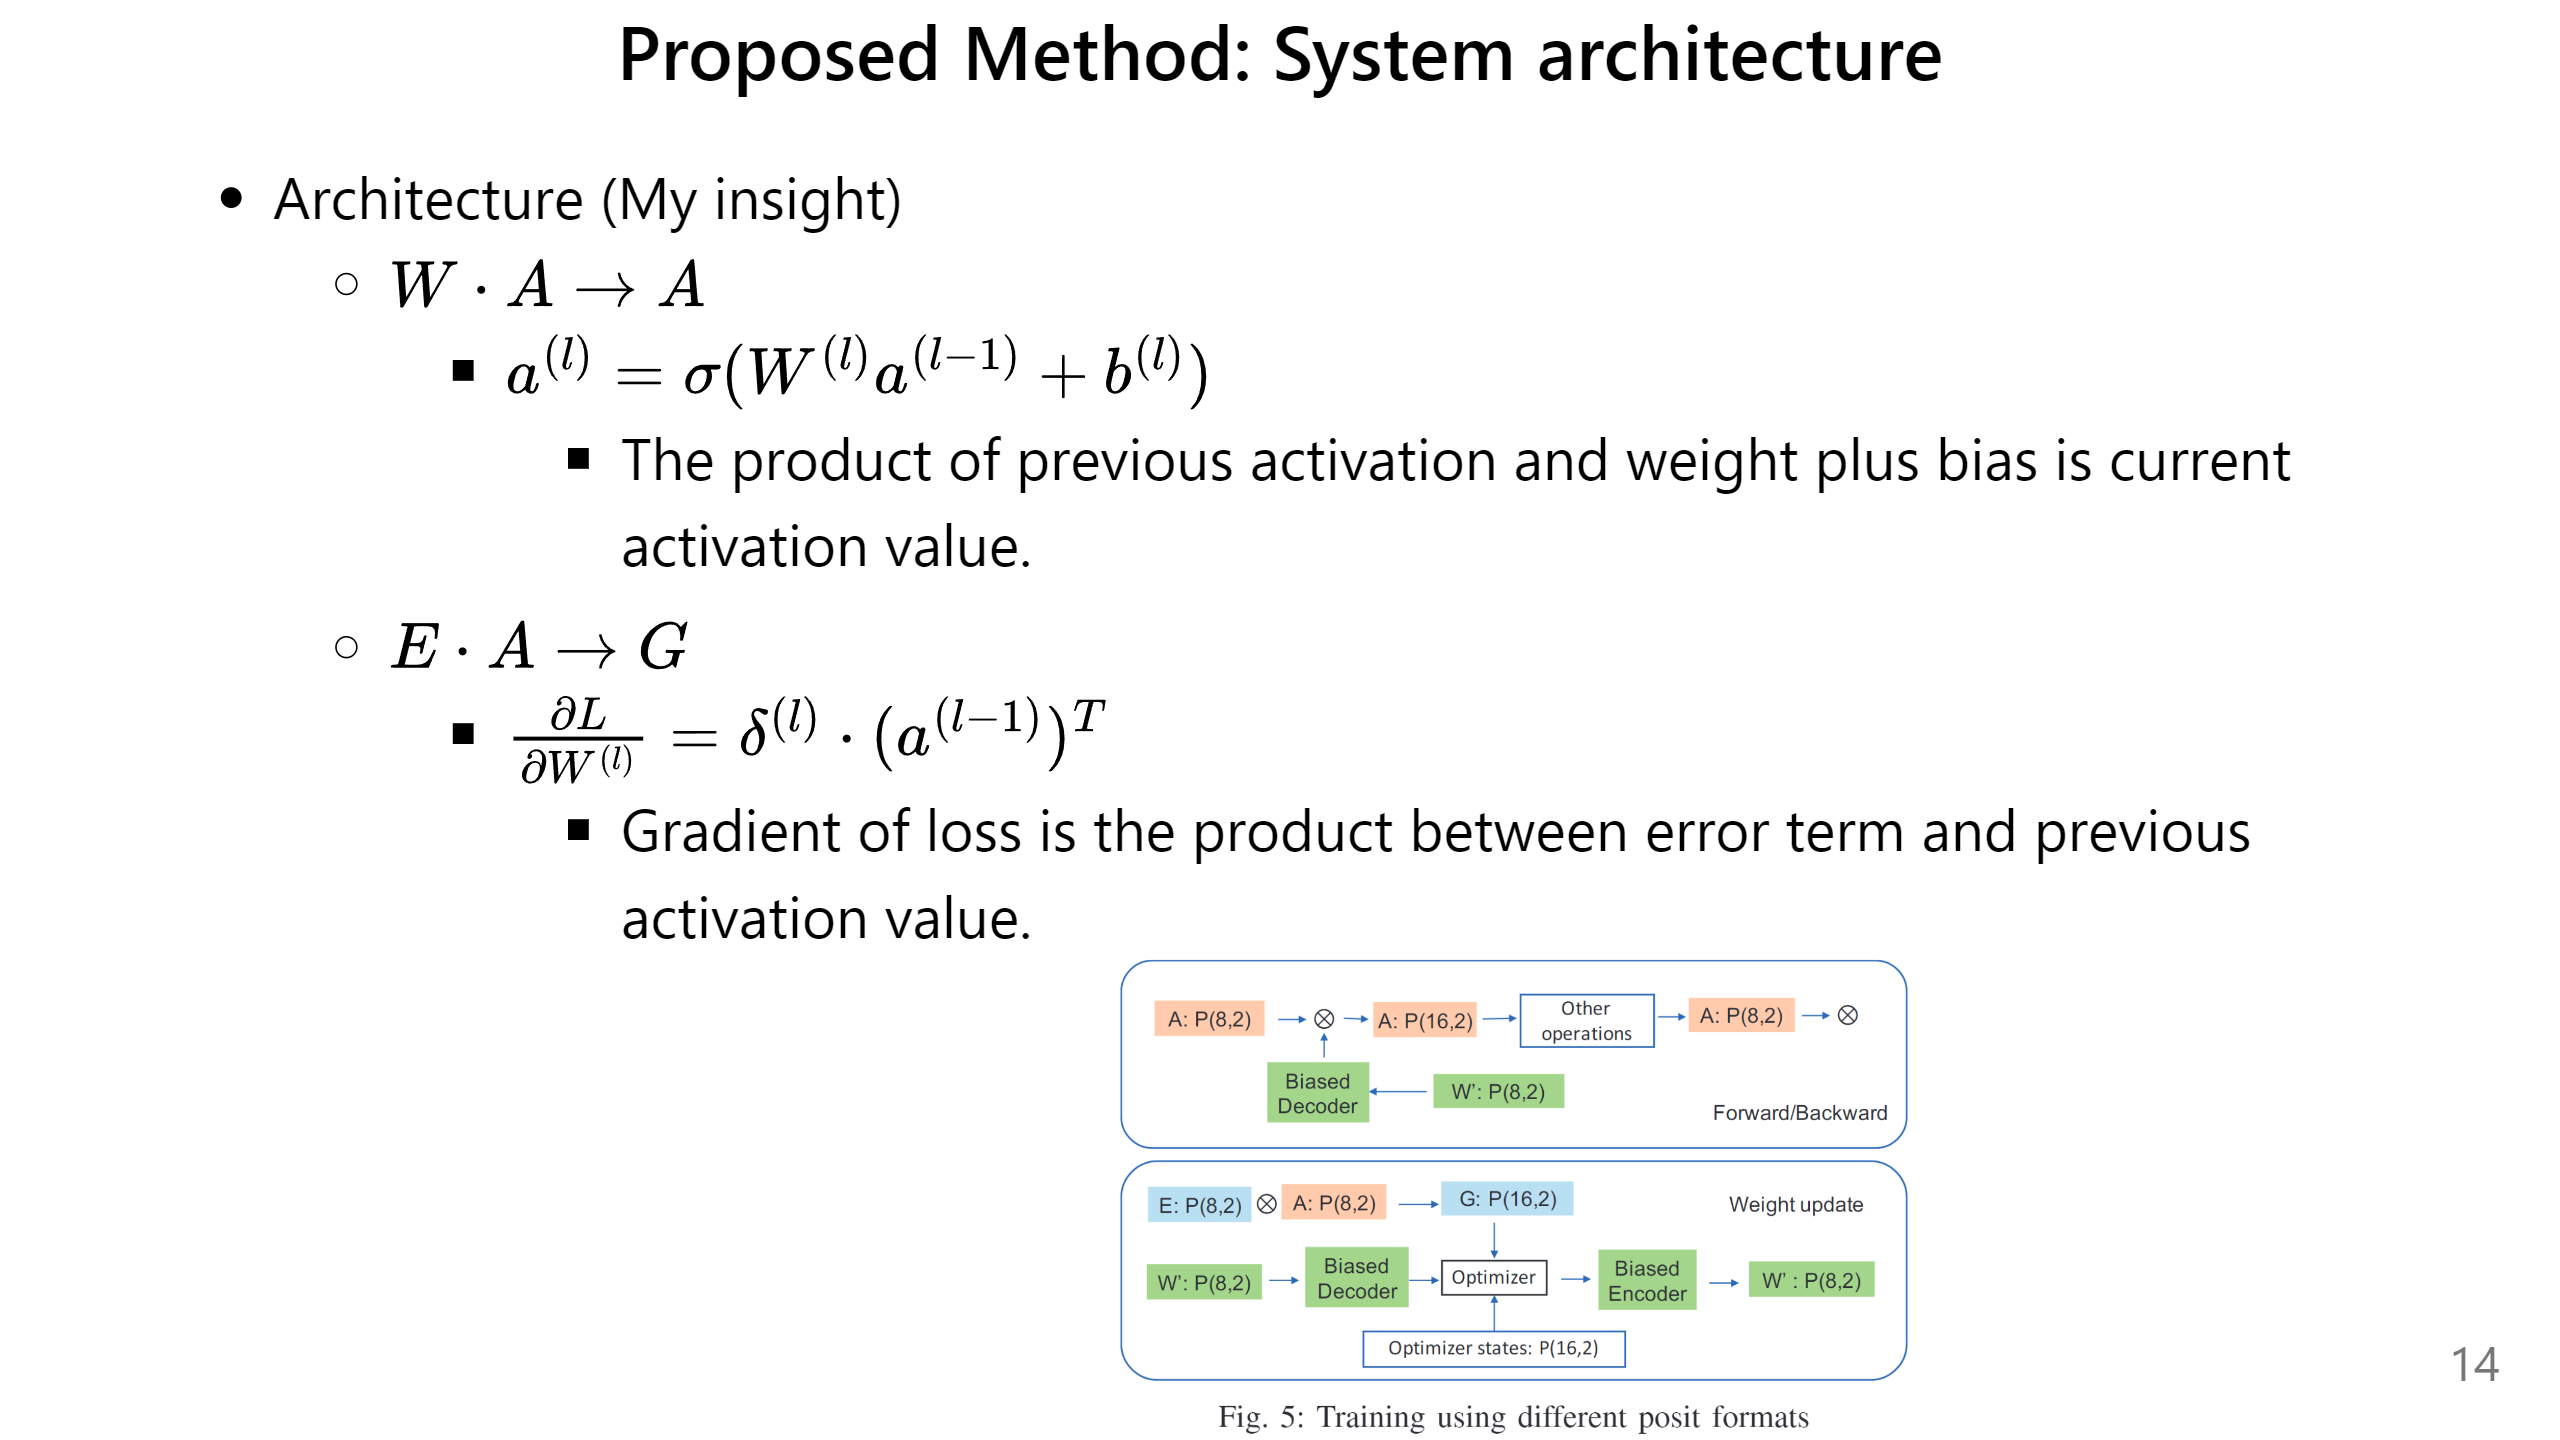 Proposed Method: System architecture
• Architecture (My insight)
○ W · A → A
■ a^{(l)} = σ(W^{(l)}a^{(l−1)} + b^{(l)})
■ The product of previous activation and weight plus bias is current
activation value.
○ E · A → G
■ ∂L/∂W^{(l)} = δ^{(l)} · (a^{(l−1)})^T
■ Gradient of loss is the product between error term and previous
activation value.
A: P(8,2) ⊗ A: P(16,2) Other operations A: P(8,2) ⊗
Biased Decoder W': P(8,2)
Forward/Backward
E: P(8,2) ⊗ A: P(8,2) G: P(16,2) Weight update
W': P(8,2) Biased Decoder Optimizer Biased Encoder W' : P(8,2)
Optimizer states: P(16,2)
14
Fig. 5: Training using different posit formats